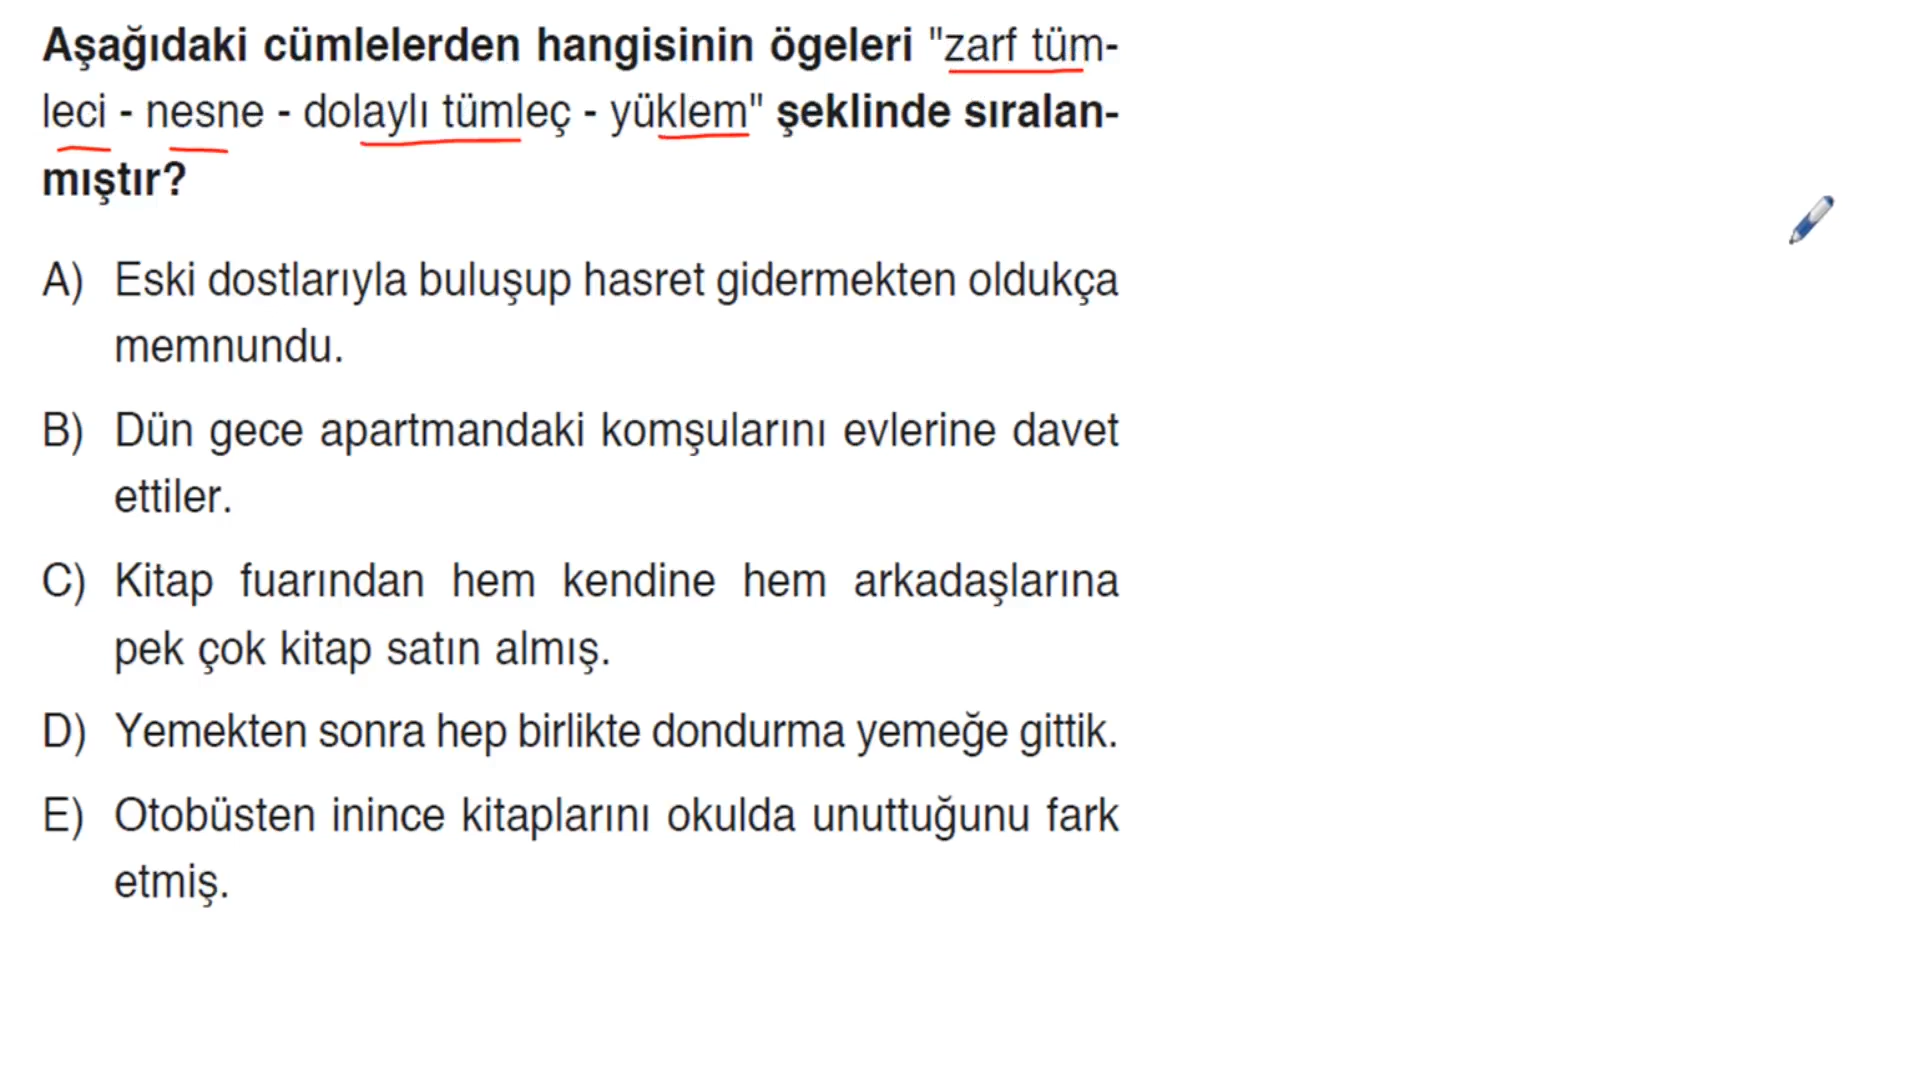 Aşağıdaki cümlelerden hangisinin ögeleri "zarf tüm-
leci - nesne - dolaylı tümleç - yüklem" şeklinde sıralan-
mıştır?
A) Eski dostlarıyla buluşup hasret gidermekten oldukça
memnundu.
B) Dün gece apartmandaki komşularını evlerine davet
ettiler.
C) Kitap fuarından hem kendine hem arkadaşlarına
pek çok kitap satın almış.
D) Yemekten sonra hep birlikte dondurma yemeğe gittik.
E) Otobüsten inince kitaplarını okulda unuttuğunu fark
etmiş.